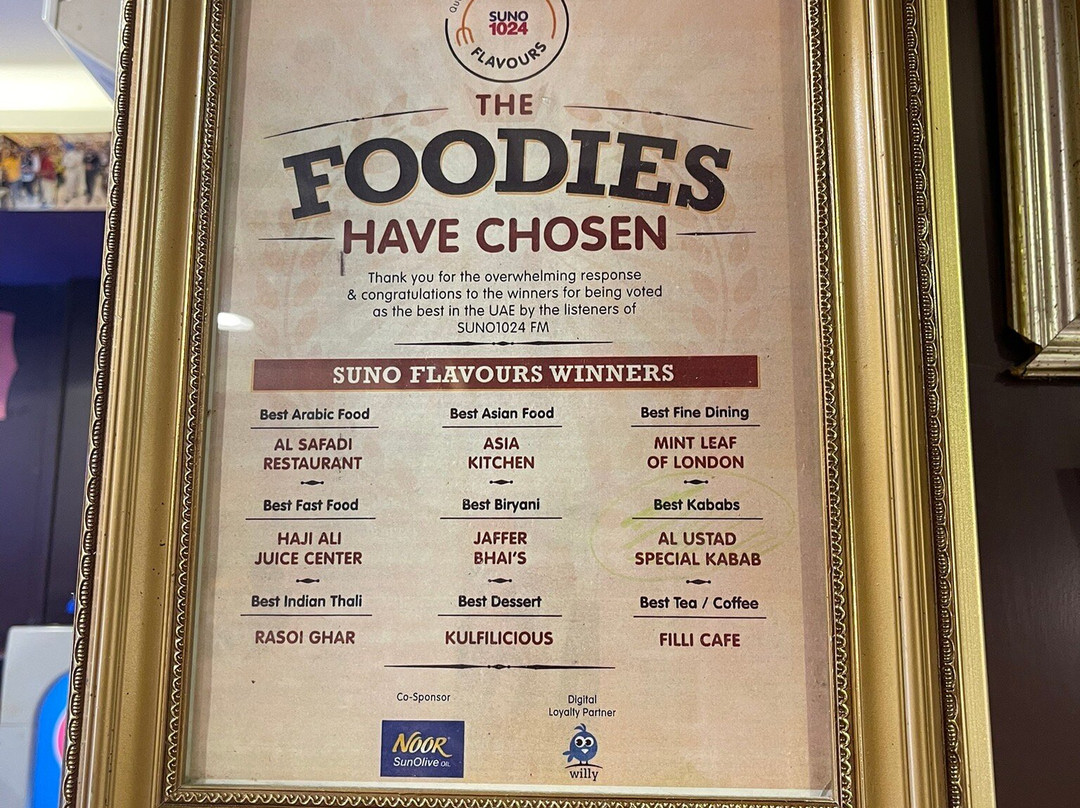 SUNO
1024
FLAVOURS
THE
FOODIES
HAVE CHOSEN
Thank you for the overwhelming response
& congratulations to the winners for being voted
as the best in the UAE by the listeners of
SUNO1024 FM
SUNO FLAVOURS WINNERS
Best Arabic Food
AL SAFADI
RESTAURANT
Best Asian Food
ASIA
KITCHEN
Best Fine Dining
MINT LEAF
OF LONDON
Best Fast Food
HAJI ALI
JUICE CENTER
Best Biryani
JAFFER
BHAI'S
Best Kababs
AL USTAD
SPECIAL KABAB
Best Indian Thali
RASOI GHAR
Best Dessert
KULFILICIOUS
Best Tea / Coffee
FILLI CAFE
Co-Sponsor
NOOR
SunOlive OIL
Digital
Loyalty Partner
willy